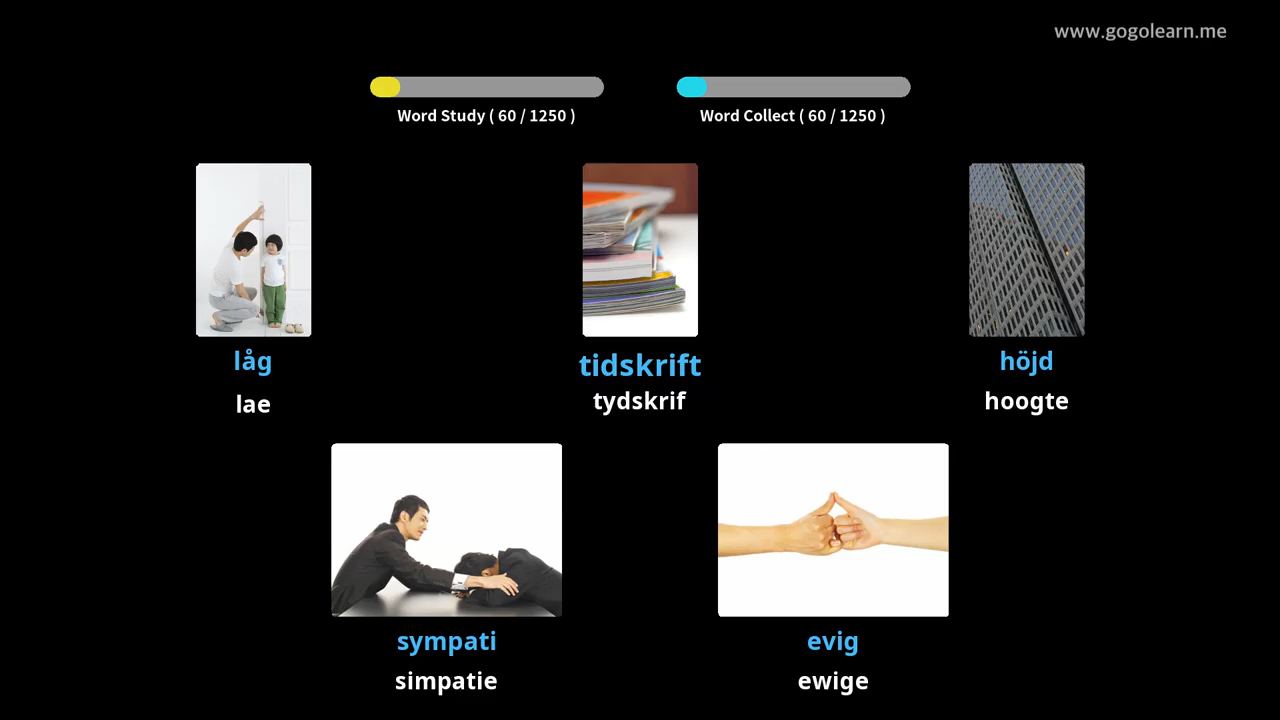 www.gogolearn.me
Word Study ( 60 / 1250 )
Word Collect ( 60 / 1250 )
låg
lae
tidskrift
tydskrif
höjd
hoogte
sympati
simpatie
evig
ewige